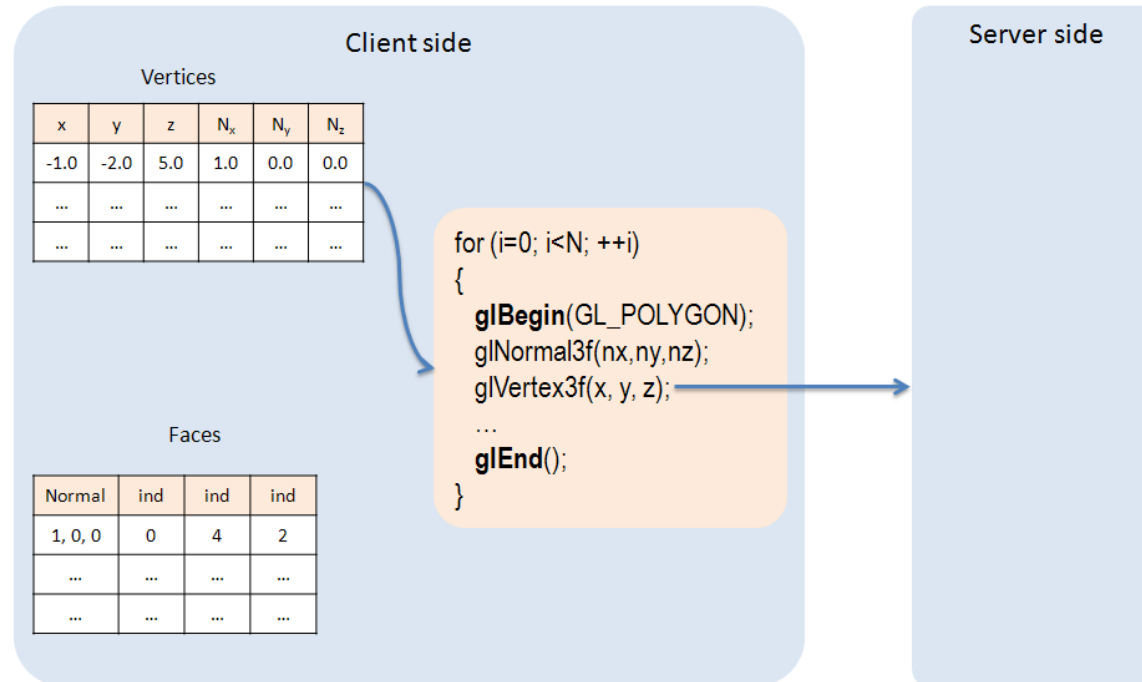 Client side
Server side
Vertices
x y z Nx Ny Nz
-1.0 -2.0 5.0 1.0 0.0 0.0
... ... ... ... ... ...
... ... ... ... ... ...
for (i=0; i<N; ++i)
{
glBegin(GL_POLYGON);
glNormal3f(nx,ny,nz);
glVertex3f(x, y, z);
...
glEnd();
}
Faces
Normal ind ind ind
1, 0, 0 0 4 2
... ... ... ...
... ... ... ...